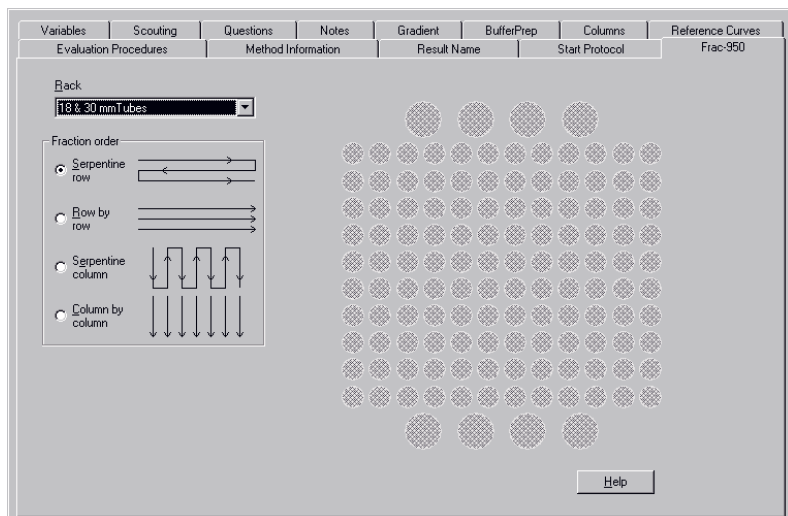 Variables Scouting Questions Notes Gradient BufferPrep Columns Reference Curves
Evaluation Procedures Method Information Result Name Start Protocol Frac-950
Rack
18 & 30 mmTubes
Fraction order
Serpentine
row
Row by
row
Serpentine
column
Column by
column
Help